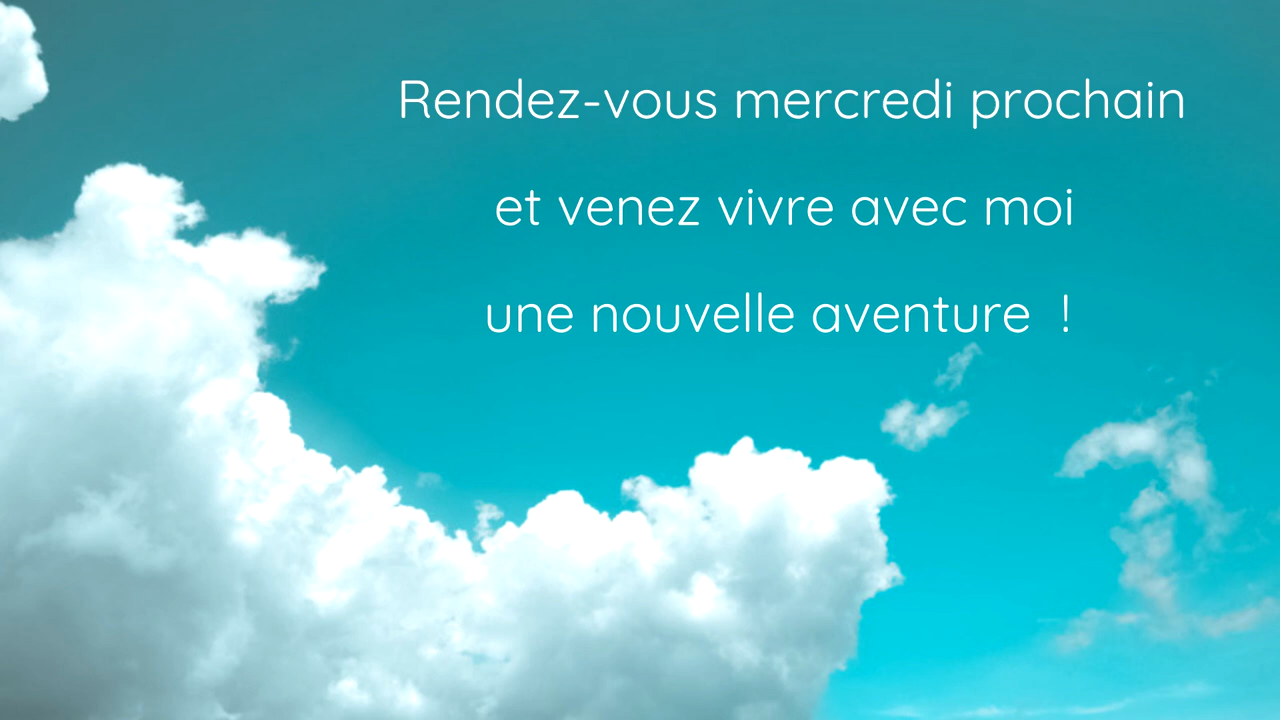 Rendez-vous mercredi prochain
et venez vivre avec moi
une nouvelle aventure  !